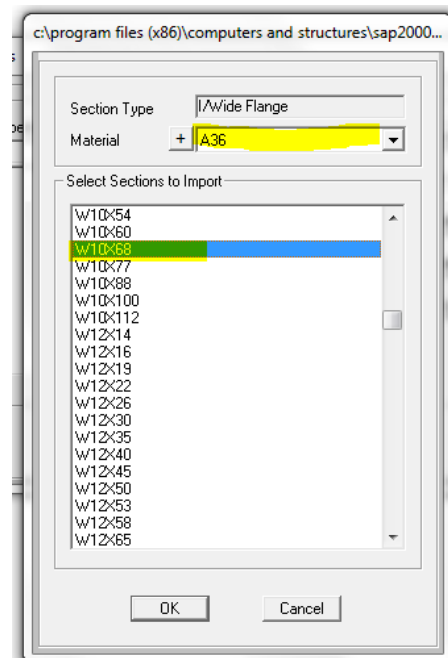 c:\program files (x86)\computers and structures\sap2000...
Section Type
I/Wide Flange
Material
+
A36
Select Sections to Import
W10X54
W10X60
W10X68
W10X77
W10X88
W10X100
W10X112
W12X14
W12X16
W12X19
W12X22
W12X26
W12X30
W12X35
W12X40
W12X45
W12X50
W12X53
W12X58
W12X65
OK
Cancel